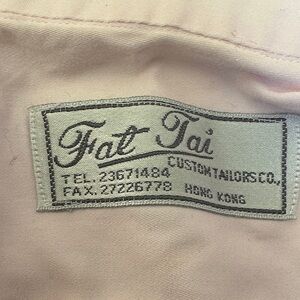 Fat Tai
CUSTOM TAILORS CO.,
TEL. 23671484
FAX. 27226778 HONG KONG